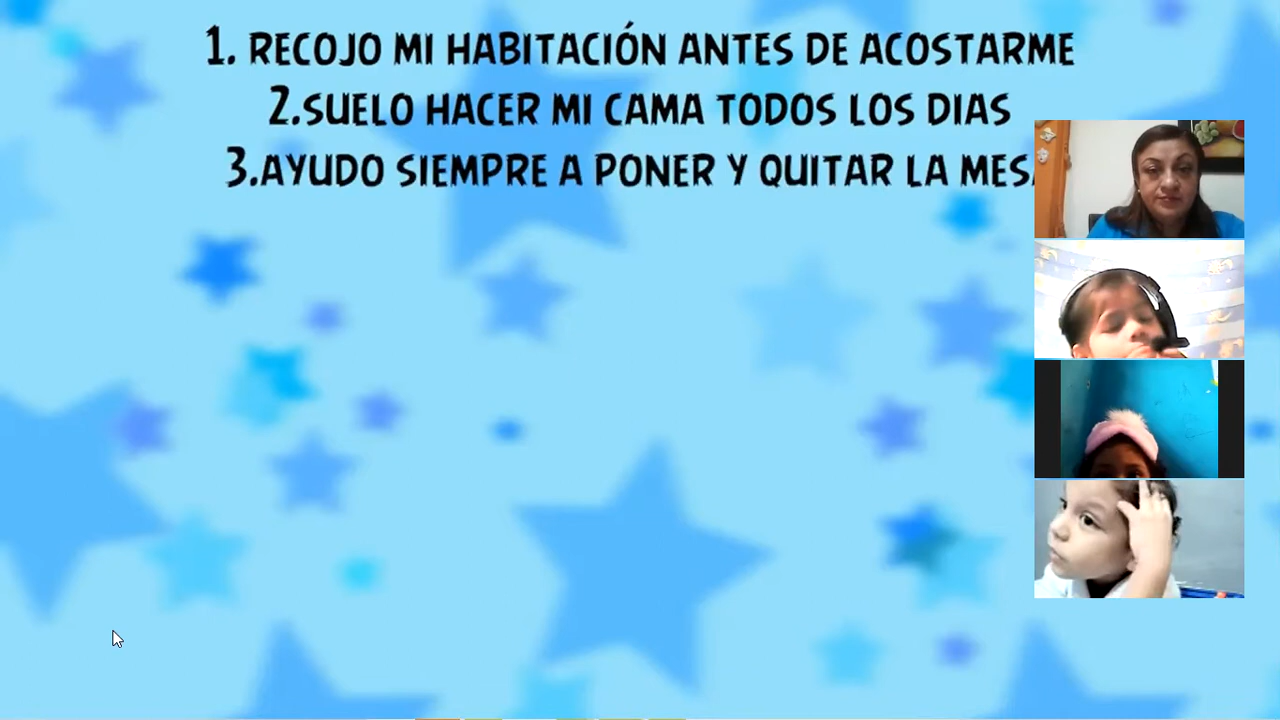 1. RECOJO MI HABITACIÓN ANTES DE ACOSTARME
2.SUELO HACER MI CAMA TODOS LOS DIAS
3.AYUDO SIEMPRE A PONER Y QUITAR LA MESA